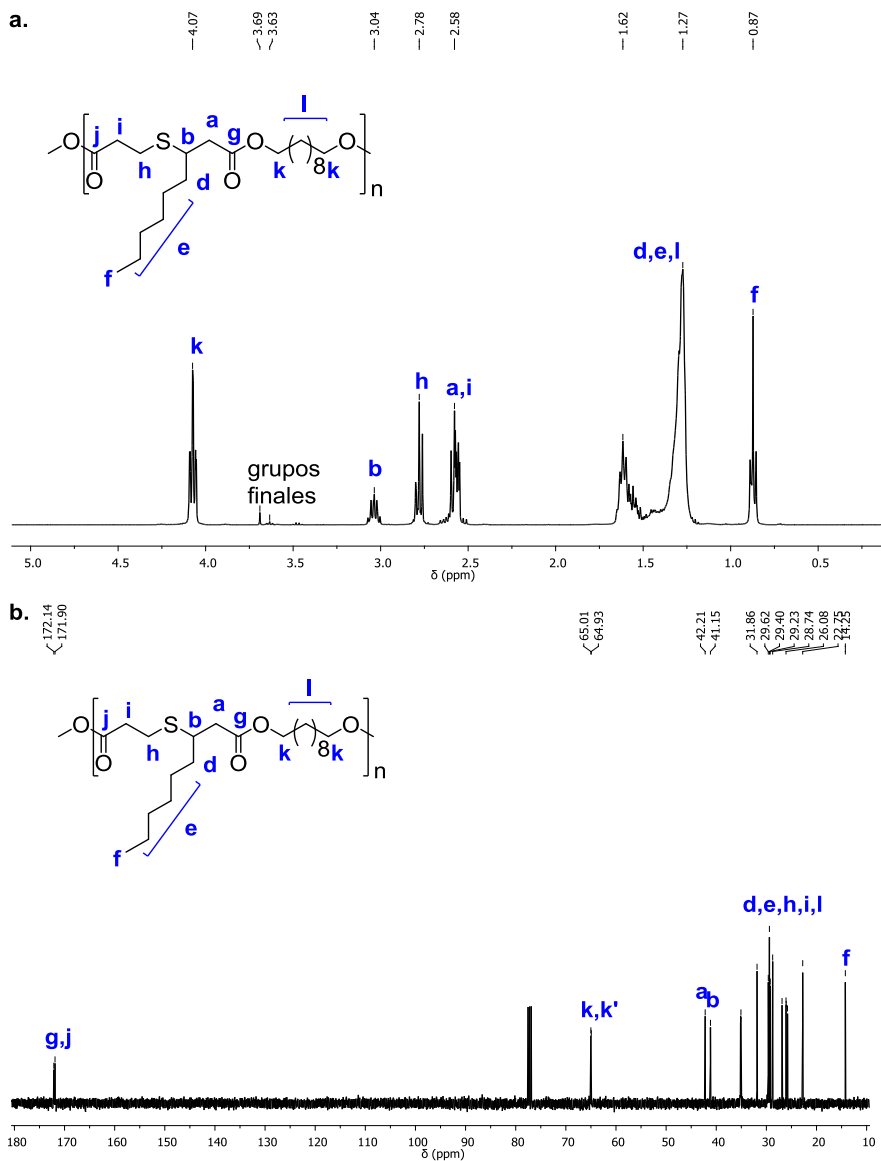 a.
4.07 3.69 3.63 3.04 2.78 2.58 1.62 1.27 0.87
l
O j i S b a g O k 8 k O n
O h d O
e
f
d,e,l
f
k
h
a,i
b
grupos
finales
5.0 4.5 4.0 3.5 3.0 2.5 2.0 1.5 1.0 0.5
δ (ppm)
b.
172.14 171.90 65.01 64.93 42.21 41.15 31.86 29.62 29.40 29.23 28.74 26.08 22.75 14.25
l
O j i S b a g O k 8 k O n
O h d O
e
f
d,e,h,i,l
f
a b
k,k'
g,j
180 170 160 150 140 130 120 110 100 90 80 70 60 50 40 30 20 10
δ (ppm)